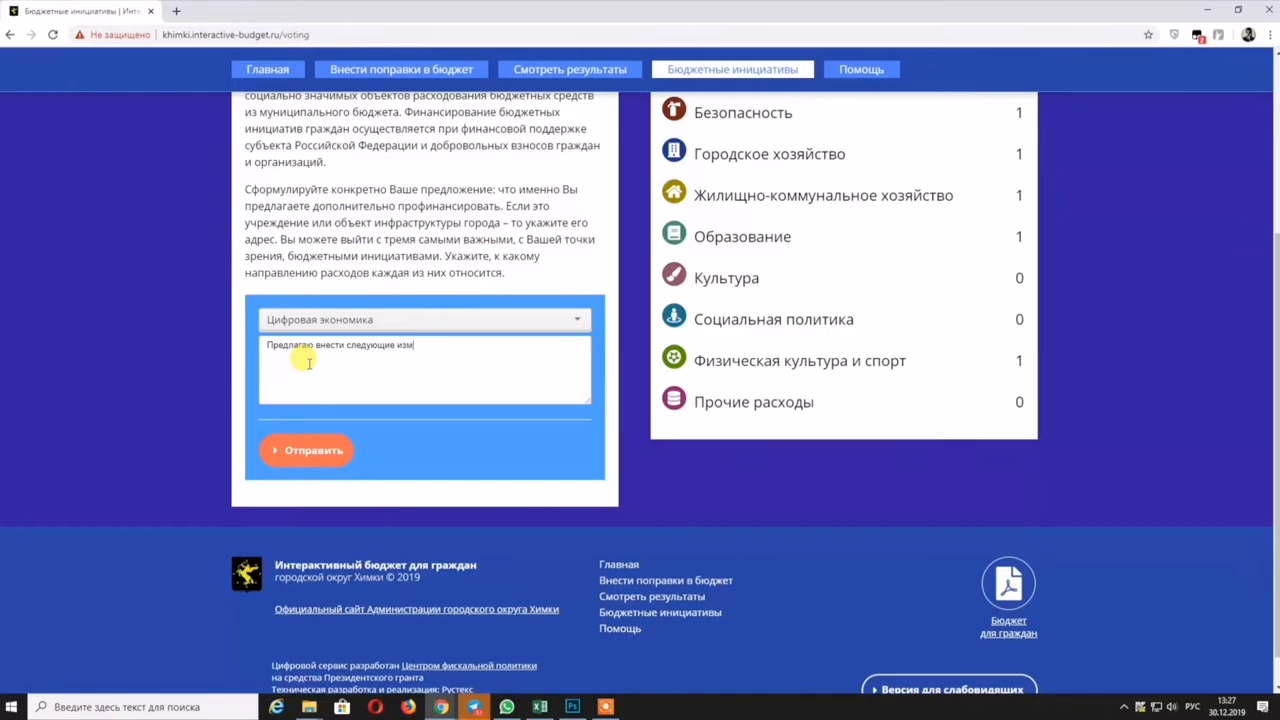 Бюджетные инициативы | Инте
Не защищено
khimki.interactive-budget.ru/voting
2
Главная
Внести поправки в бюджет
Смотреть результаты
Бюджетные инициативы
Помощь
социально значимых объектов расходования бюджетных средств
из муниципального бюджета. Финансирование бюджетных
инициатив граждан осуществляется при финансовой поддержке
субъекта Российской Федерации и добровольных взносов граждан
и организаций.
Сформулируйте конкретно Ваше предложение: что именно Вы
предлагаете дополнительно профинансировать. Если это
учреждение или объект инфраструктуры города – то укажите его
адрес. Вы можете выйти с тремя самыми важными, с Вашей точки
зрения, бюджетными инициативами. Укажите, к какому
направлению расходов каждая из них относится.
Цифровая экономика
Предлагаю внести следующие изм
Отправить
Безопасность 1
Городское хозяйство 1
Жилищно-коммунальное хозяйство 1
Образование 1
Культура 0
Социальная политика 0
Физическая культура и спорт 1
Прочие расходы 0
Интерактивный бюджет для граждан
городской округ Химки © 2019
Официальный сайт Администрации городского округа Химки
Цифровой сервис разработан Центром фискальной политики
на средства Президентского гранта
Техническая разработка и реализация: Рустекс
Главная
Внести поправки в бюджет
Смотреть результаты
Бюджетные инициативы
Помощь
Бюджет
для граждан
Версия для слабовидящих
Введите здесь текст для поиска
Ps
РУС
13:27
30.12.2019